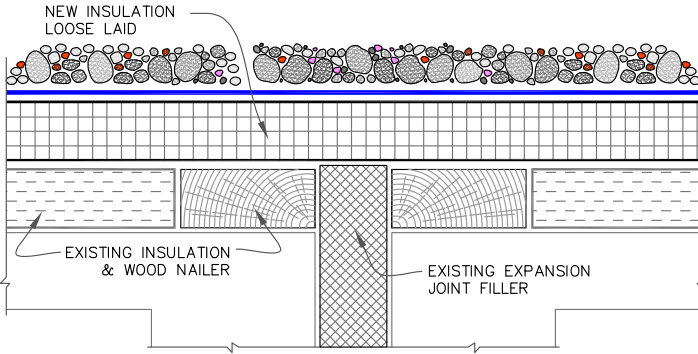 NEW INSULATION
LOOSE LAID
EXISTING INSULATION
& WOOD NAILER
EXISTING EXPANSION
JOINT FILLER